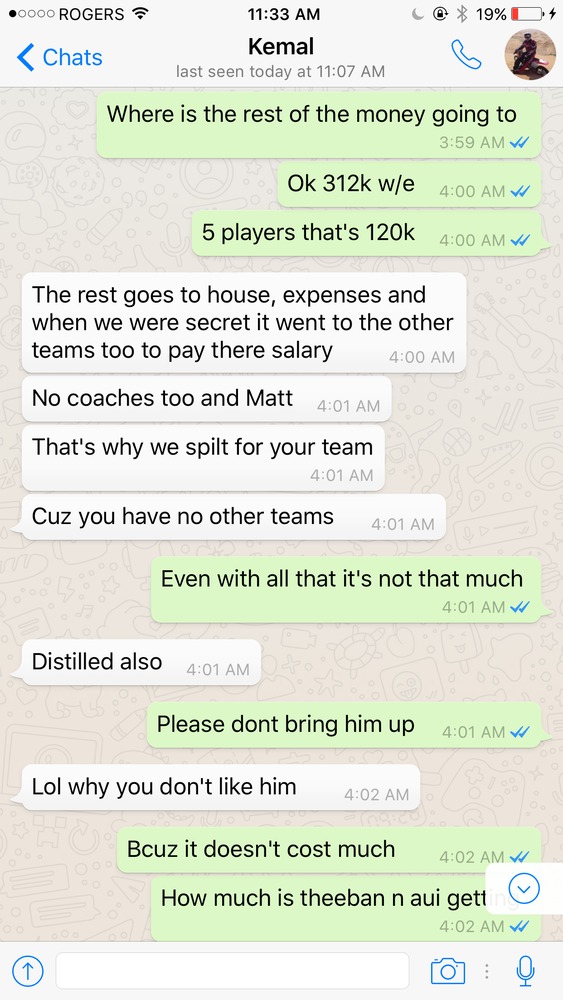 ROGERS 11:33 AM 19%
Chats Kemal
last seen today at 11:07 AM
Where is the rest of the money going to
3:59 AM
Ok 312k w/e 4:00 AM
5 players that's 120k 4:00 AM
The rest goes to house, expenses and
when we were secret it went to the other
teams too to pay there salary 4:00 AM
No coaches too and Matt 4:01 AM
That's why we spilt for your team
4:01 AM
Cuz you have no other teams 4:01 AM
Even with all that it's not that much
4:01 AM
Distilled also 4:01 AM
Please dont bring him up 4:01 AM
Lol why you don't like him 4:02 AM
Bcuz it doesn't cost much 4:02 AM
How much is theeban n aui getting
4:02 AM